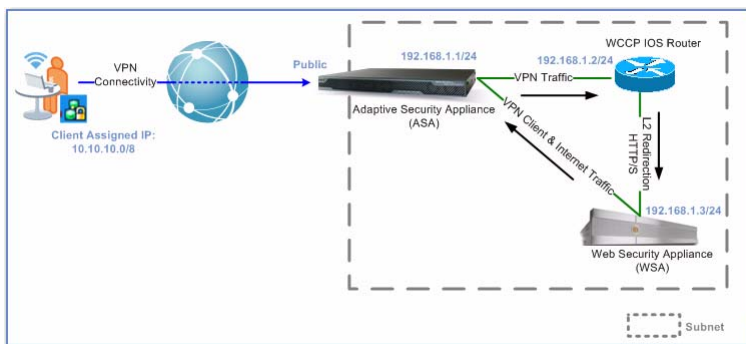 VPN
Connectivity
Client Assigned IP:
10.10.10.0/8
Public
192.168.1.1/24
Adaptive Security Appliance
(ASA)
VPN Traffic
192.168.1.2/24
WCCP IOS Router
L2 Redirection
HTTP/S
VPN Client & Internet Traffic
192.168.1.3/24
Web Security Appliance
(WSA)
Subnet